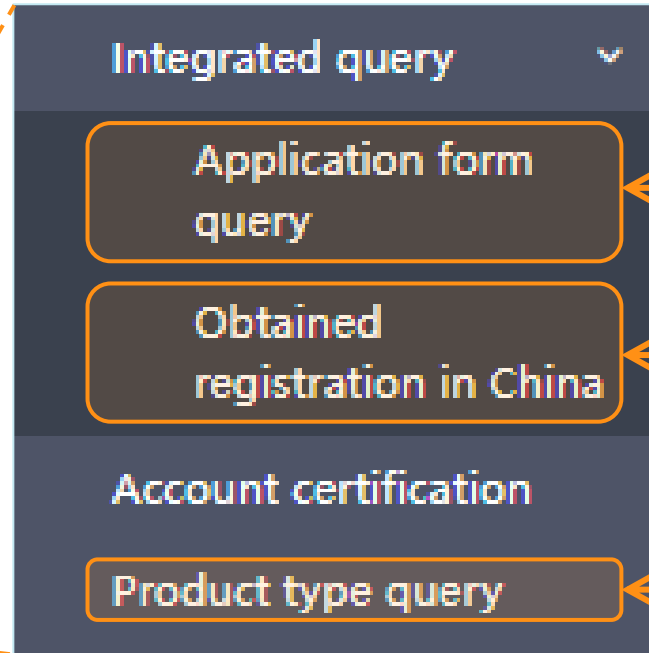 Integrated query
Application form
query
Obtained
registration in China
Account certification
Product type query